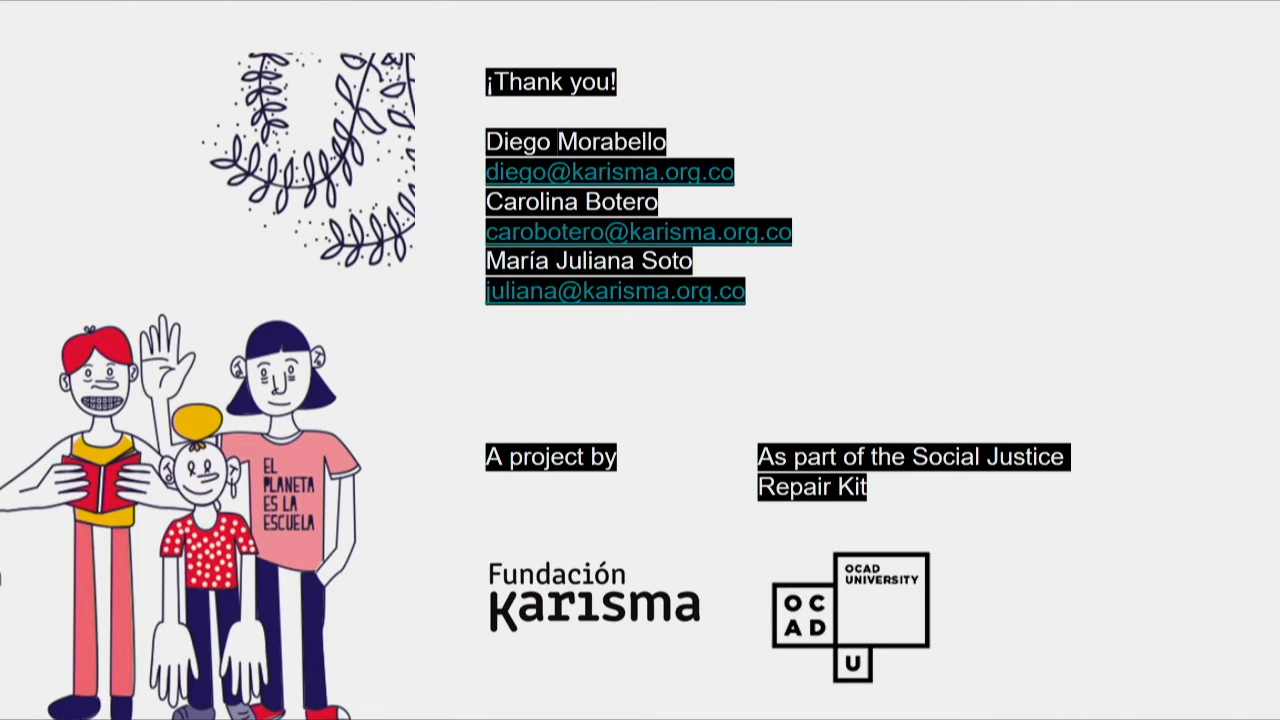 ¡Thank you!
Diego Morabello
diego@karisma.org.co
Carolina Botero
carobotero@karisma.org.co
María Juliana Soto
juliana@karisma.org.co
EL
PLANETA
ES LA
ESCUELA
A project by
As part of the Social Justice
Repair Kit
Fundación
Karisma
OCAD
UNIVERSITY
OC
AD
U